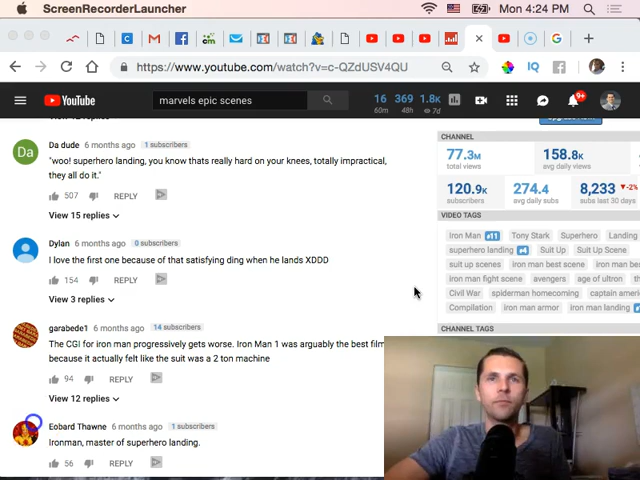 ScreenRecorderLauncher
Mon 4:24 PM
https://www.youtube.com/watch?v=c-QZdUSV4QU
YouTube
marvels epic scenes
16 369 1.8K
60m 48h 7d
9+
Da dude 6 months ago 1 subscribers
"woo! superhero landing, you know thats really hard on your knees, totally impractical,
they all do it."
507 REPLY
View 15 replies
Dylan 6 months ago 0 subscribers
I love the first one because of that satisfying ding when he lands XDDD
154 REPLY
View 3 replies
garabede1 6 months ago 14 subscribers
The CGI for iron man progressively gets worse. Iron Man 1 was arguably the best film
because it actually felt like the suit was a 2 ton machine
94 REPLY
View 12 replies
Eobard Thawne 6 months ago 1 subscribers
Ironman, master of superhero landing.
56 REPLY
CHANNEL
77.3M 158.8K
total views avg daily views
120.9K 274.4 8,233 -2%
subscribers avg daily subs subs last 30 days
VIDEO TAGS
Iron Man #11 Tony Stark Superhero Landing
superhero landing #4 Suit Up Suit Up Scene
suit up scenes iron man best scene iron man bes
iron man fight scene avengers age of ultron
Civil War spiderman homecoming captain ameri
Compilation iron man armor iron man landing
CHANNEL TAGS